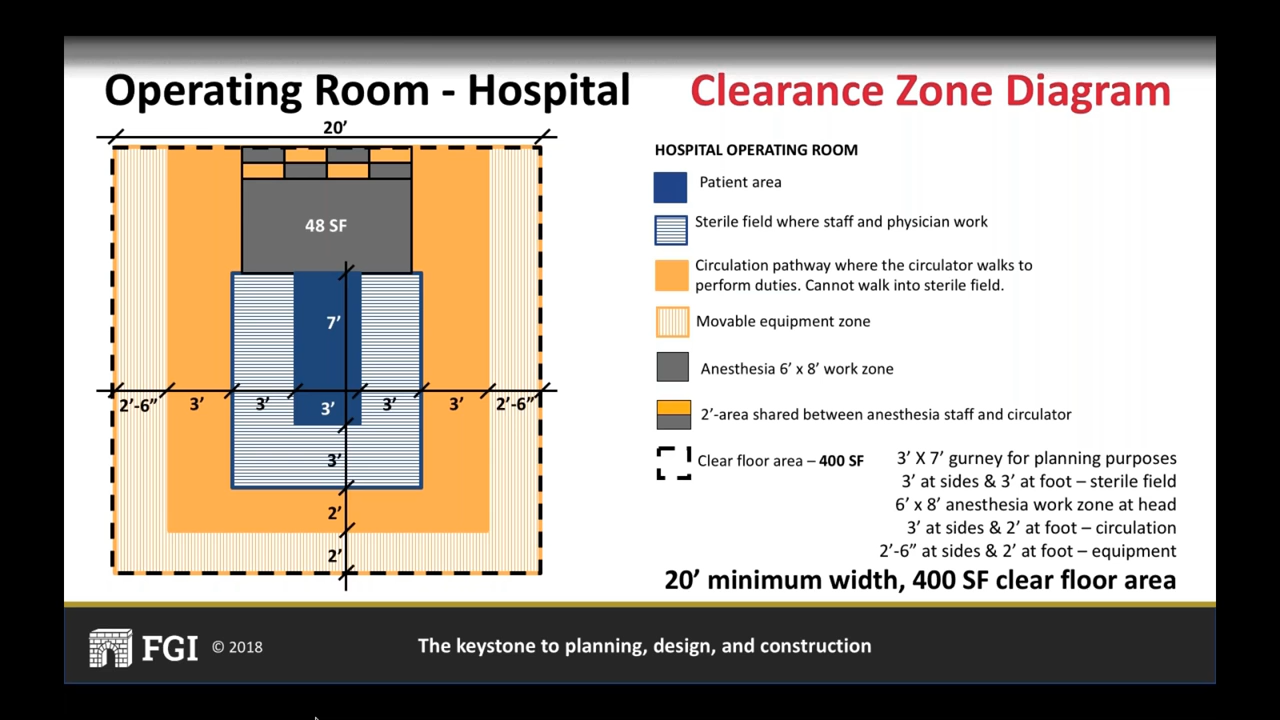 Operating Room - Hospital
Clearance Zone Diagram
20’
48 SF
7’
2’-6”
3’
3’
3’
3’
3’
2’-6”
3’
2’
2’
HOSPITAL OPERATING ROOM
Patient area
Sterile field where staff and physician work
Circulation pathway where the circulator walks to
perform duties. Cannot walk into sterile field.
Movable equipment zone
Anesthesia 6’ x 8’ work zone
2’-area shared between anesthesia staff and circulator
Clear floor area – 400 SF
3’ X 7’ gurney for planning purposes
3’ at sides & 3’ at foot – sterile field
6’ x 8’ anesthesia work zone at head
3’ at sides & 2’ at foot – circulation
2’-6” at sides & 2’ at foot – equipment
20’ minimum width, 400 SF clear floor area
FGI © 2018
The keystone to planning, design, and construction